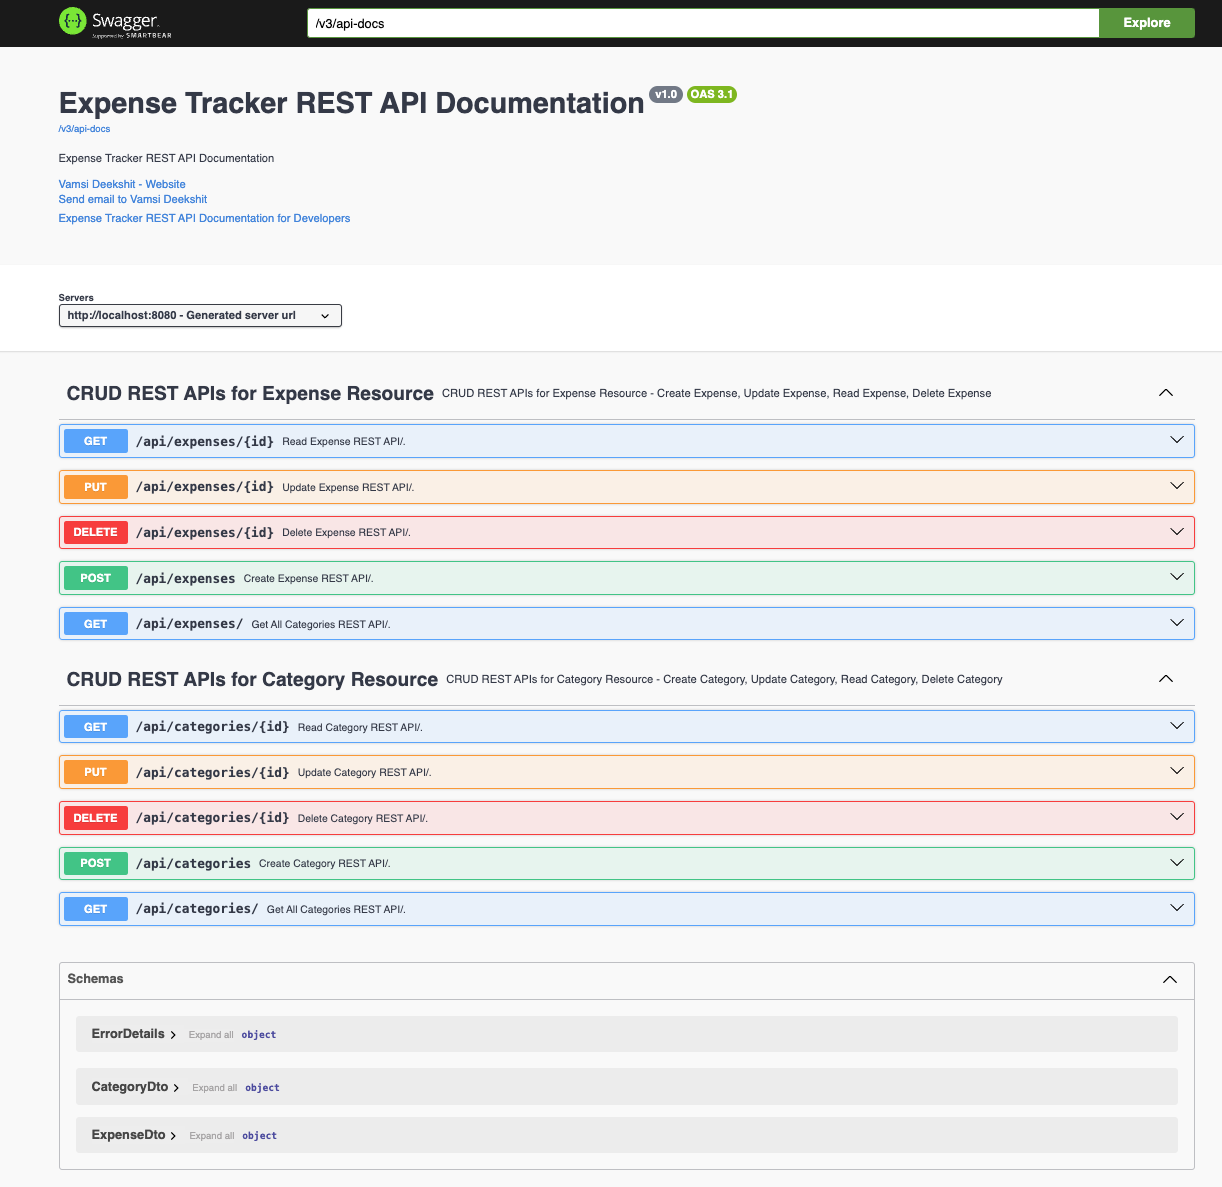 Swagger.
Supported by SMARTBEAR
/v3/api-docs
Explore
Expense Tracker REST API Documentation v1.0 OAS 3.1
/v3/api-docs
Expense Tracker REST API Documentation
Vamsi Deekshit - Website
Send email to Vamsi Deekshit
Expense Tracker REST API Documentation for Developers
Servers
http://localhost:8080 - Generated server url
CRUD REST APIs for Expense Resource CRUD REST APIs for Expense Resource - Create Expense, Update Expense, Read Expense, Delete Expense
GET /api/expenses/{id} Read Expense REST API/.
PUT /api/expenses/{id} Update Expense REST API/.
DELETE /api/expenses/{id} Delete Expense REST API/.
POST /api/expenses Create Expense REST API/.
GET /api/expenses/ Get All Categories REST API/.
CRUD REST APIs for Category Resource CRUD REST APIs for Category Resource - Create Category, Update Category, Read Category, Delete Category
GET /api/categories/{id} Read Category REST API/.
PUT /api/categories/{id} Update Category REST API/.
DELETE /api/categories/{id} Delete Category REST API/.
POST /api/categories Create Category REST API/.
GET /api/categories/ Get All Categories REST API/.
Schemas
ErrorDetails Expand all object
CategoryDto Expand all object
ExpenseDto Expand all object